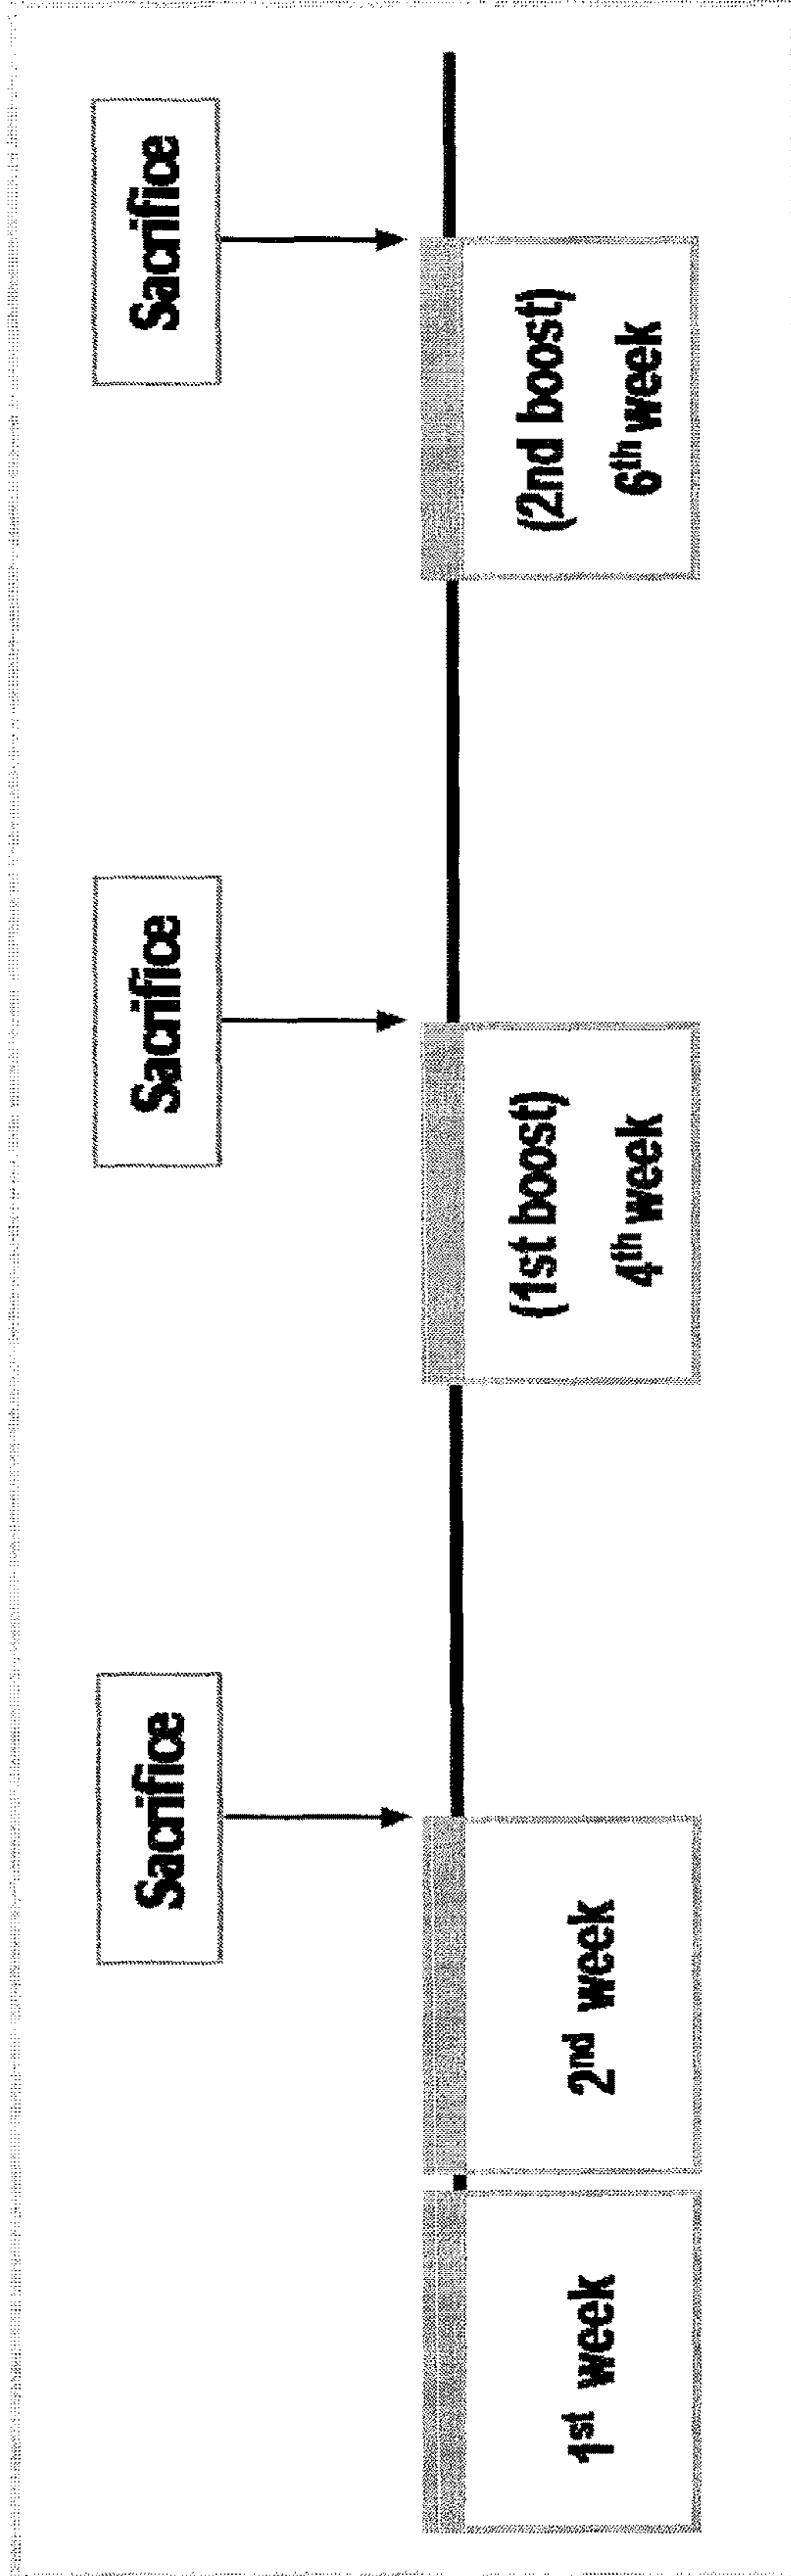 Sacrifice
Sacrifice
Sacrifice
1st week
2nd week
(1st boost)
4th week
(2nd boost)
6th week